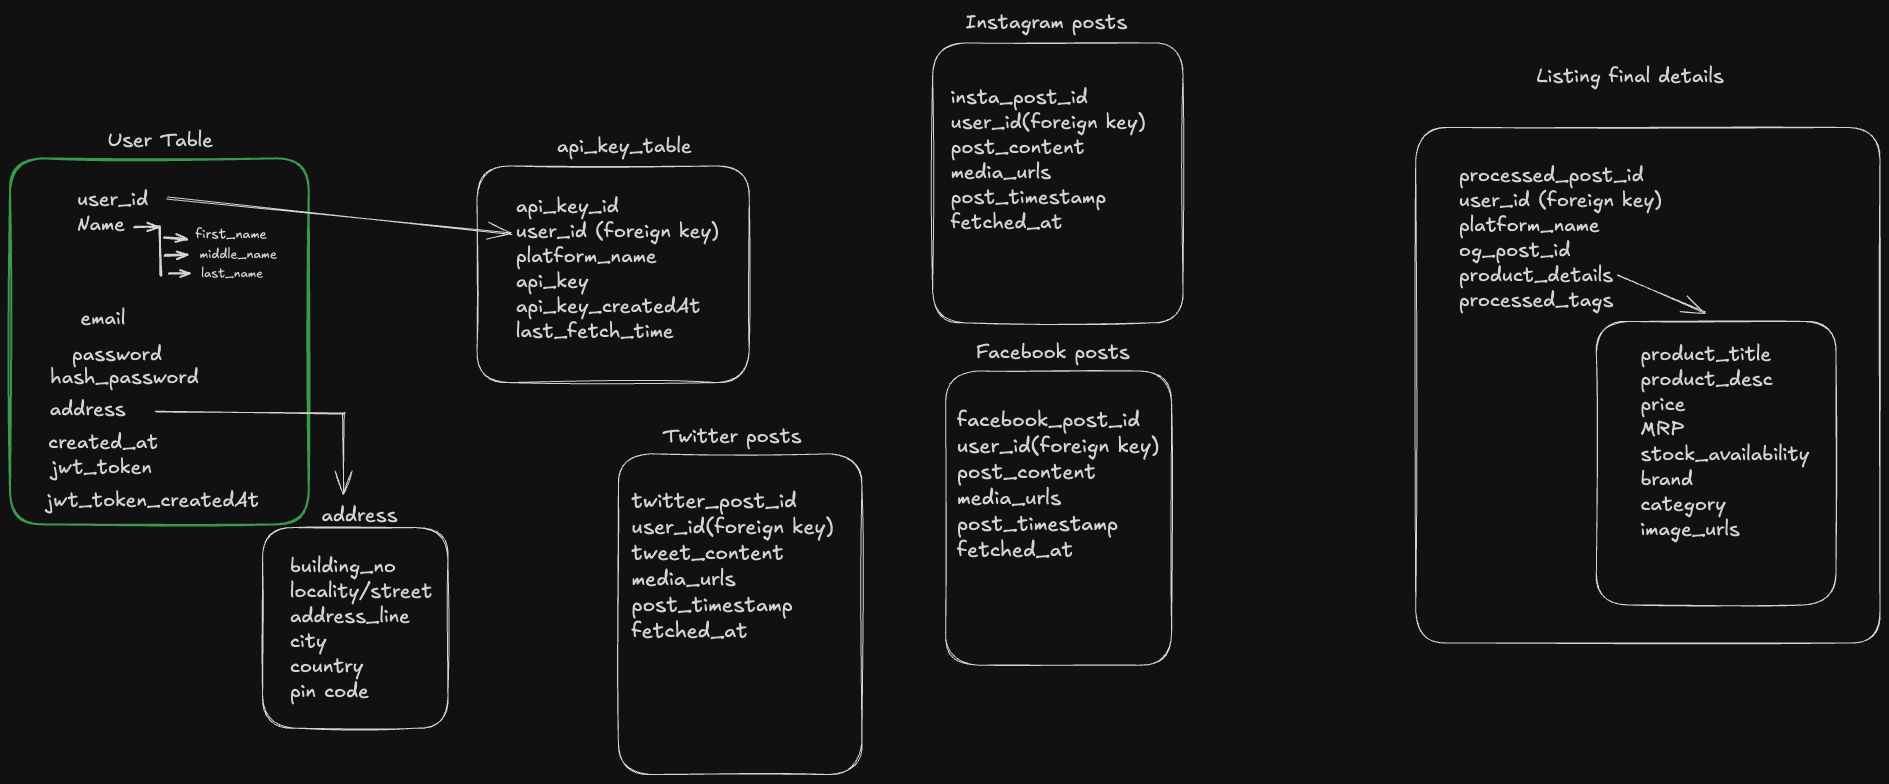 User Table
user_id
Name
first_name
middle_name
last_name
email
password
hash_password
address
created_at
jwt_token
jwt_token_createdAt
address
building_no
locality/street
address_line
city
country
pin code
api_key_table
api_key_id
user_id (foreign key)
platform_name
api_key
api_key_createdAt
last_fetch_time
Twitter posts
twitter_post_id
user_id(foreign key)
tweet_content
media_urls
post_timestamp
fetched_at
Instagram posts
insta_post_id
user_id(foreign key)
post_content
media_urls
post_timestamp
fetched_at
Facebook posts
facebook_post_id
user_id(foreign key)
post_content
media_urls
post_timestamp
fetched_at
Listing final details
processed_post_id
user_id (foreign key)
platform_name
og_post_id
product_details
processed_tags
product_title
product_desc
price
MRP
stock_availability
brand
category
image_urls